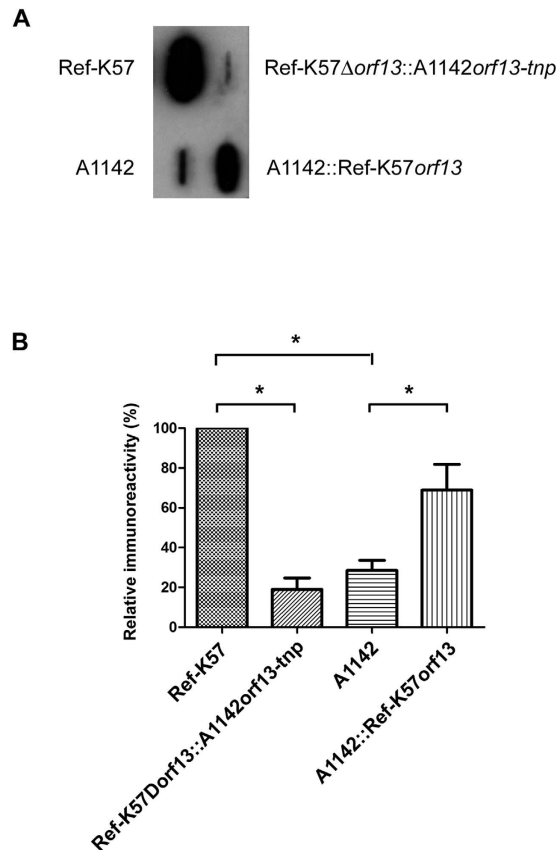 A
Ref-K57
Ref-K57Δorf13::A1142orf13-tnp
A1142
A1142::Ref-K57orf13
B
*
* *
Relative immunoreactivity (%)
100
80
60
40
20
0
Ref-K57
Ref-K57Dorf13::A1142orf13-tnp
A1142
A1142::Ref-K57orf13